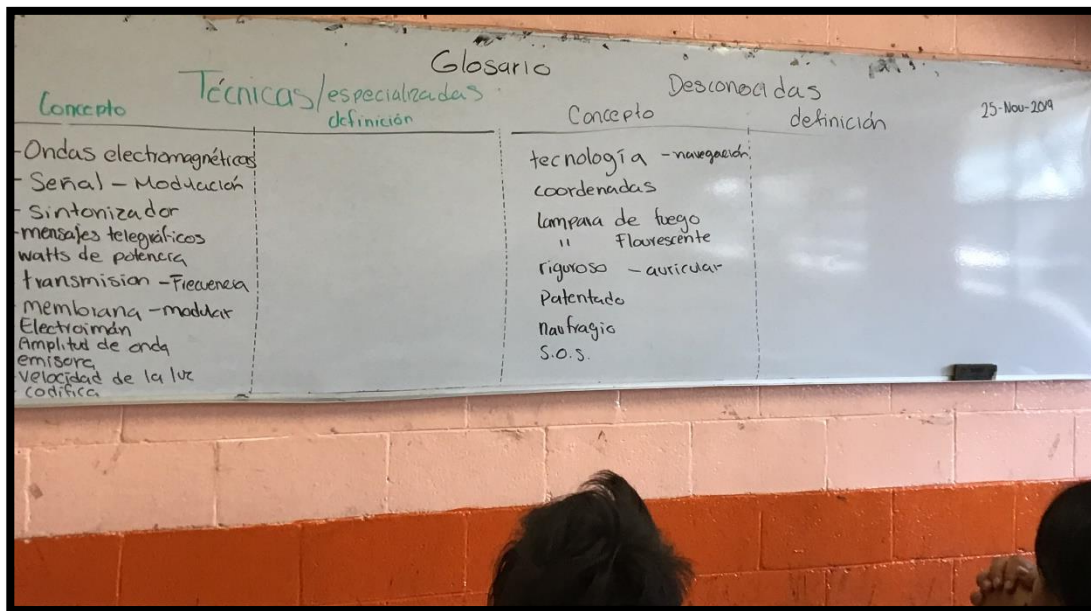 Glosario
Técnicas/especializadas
Concepto
definición
- Ondas electromagnéticas
- Señal - Modulación
- Sintonizador
- mensajes telegráficos
watts de potencia
transmision - Frecuencia
- membrana - modular
Electroimán
Amplitud de onda
emisora
velocidad de la luz
codifica
Desconocidas
Concepto
definición
25-Nov-2019
tecnología - navegación
coordenadas
lampara de fuego
" Flourescente
riguroso - auricular
Patentado
naufragio
S.O.S.